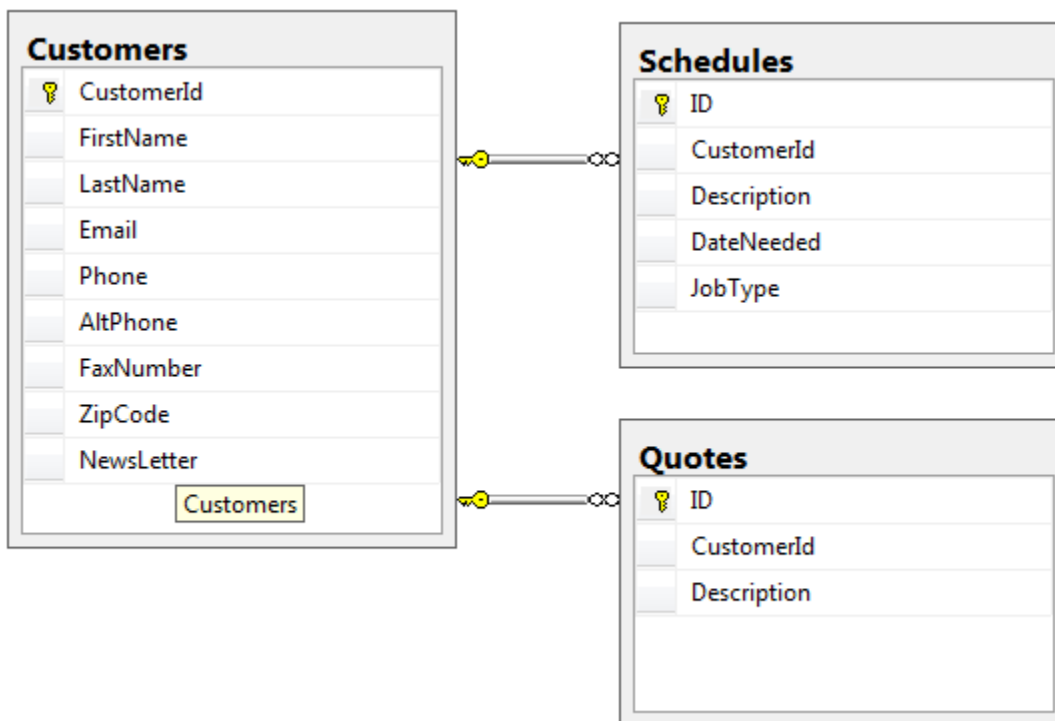 Customers
CustomerId
FirstName
LastName
Email
Phone
AltPhone
FaxNumber
ZipCode
NewsLetter
Customers
Schedules
ID
CustomerId
Description
DateNeeded
JobType
Quotes
ID
CustomerId
Description